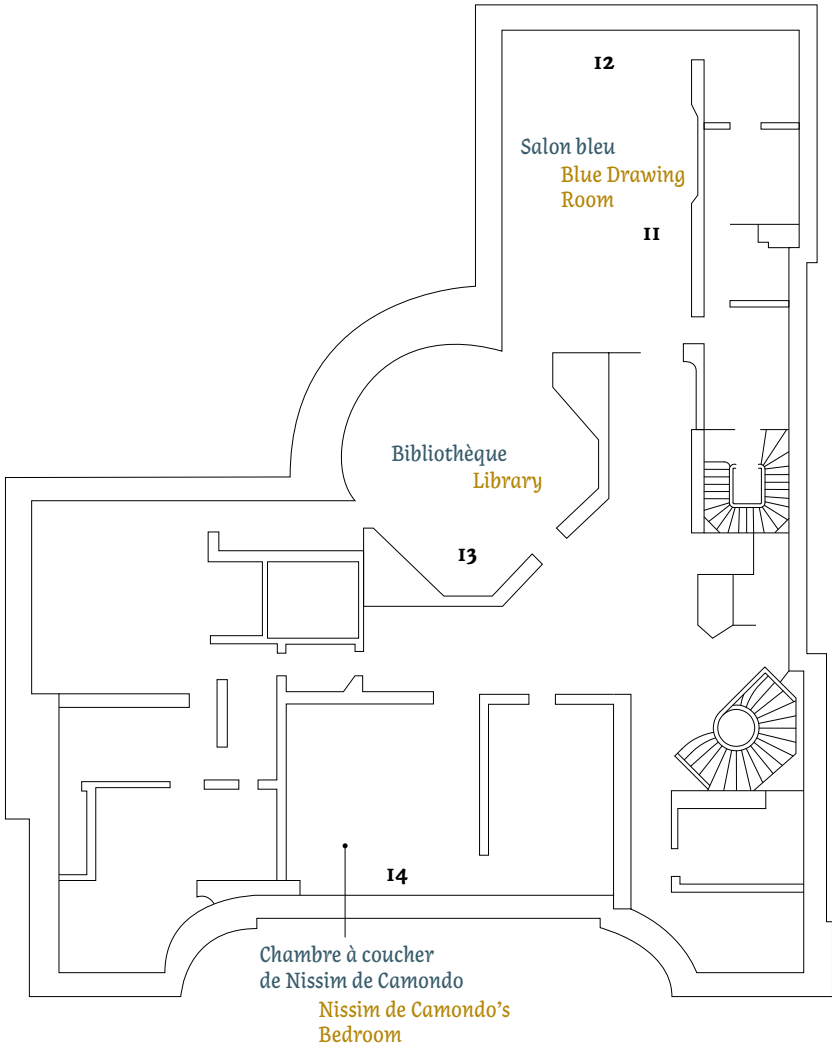 12
Salon bleu
Blue Drawing
Room
11
Bibliothèque
Library
13
14
Chambre à coucher
de Nissim de Camondo
Nissim de Camondo’s
Bedroom